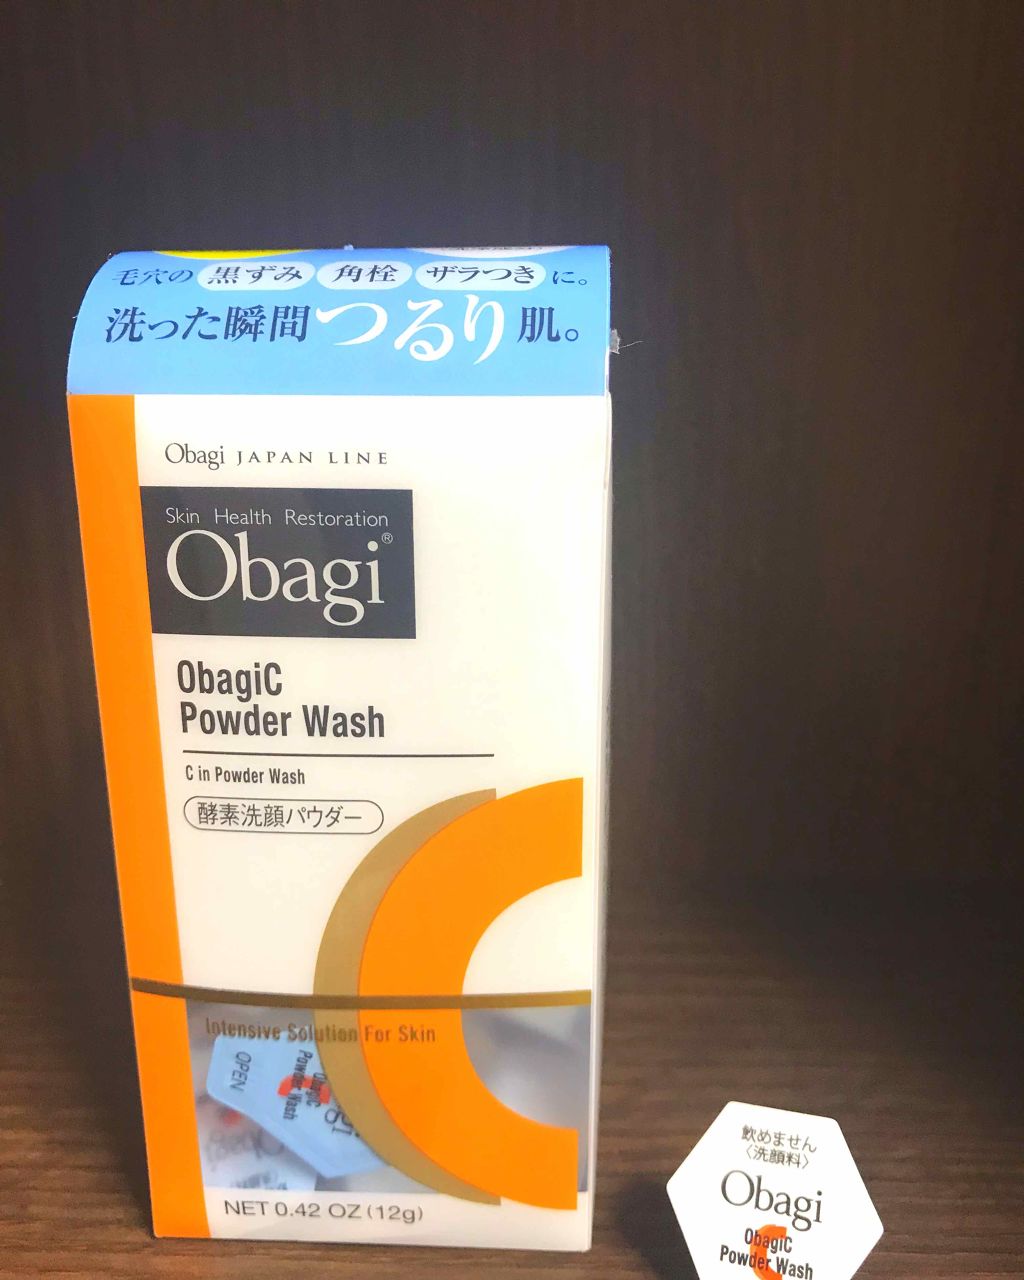 毛穴の 黒ずみ 角栓 ザラつき に。
洗った瞬間つるり肌。
Obagi JAPAN LINE
Skin Health Restoration
Obagi®
ObagiC
Powder Wash
C in Powder Wash
酵素洗顔パウダー
Intensive Solution For Skin
OPEN
ObagiC
Powder Wash
NET 0.42 OZ (12g)
飲めません
〈洗顔料〉
Obagi
ObagiC
Powder Wash